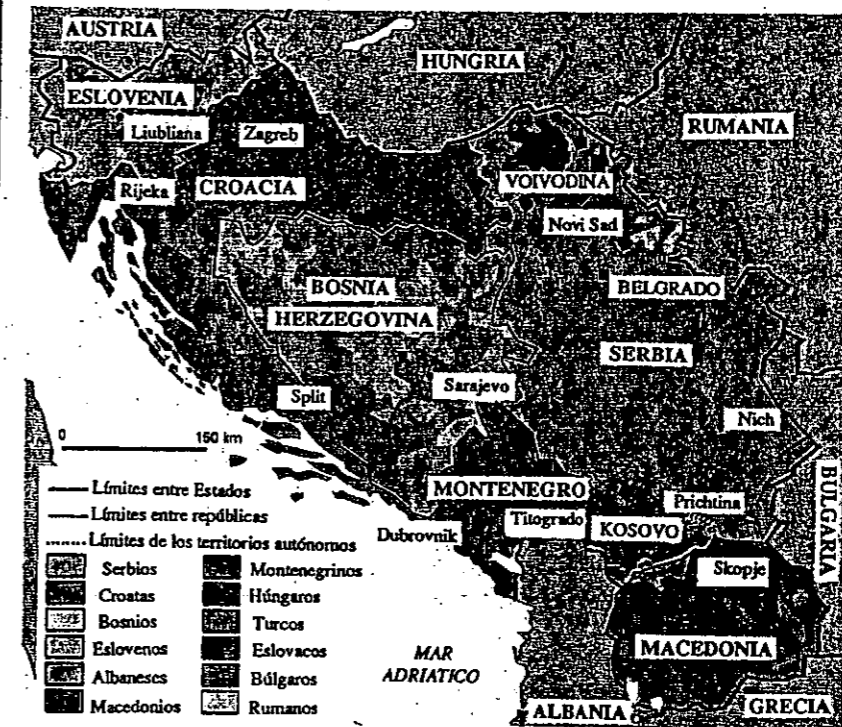 AUSTRIA
HUNGRIA
ESLOVENIA
RUMANIA
Liubliana
Zagreb
VOIVODINA
Rijeka
CROACIA
Novi Sad
BOSNIA
HERZEGOVINA
BELGRADO
SERBIA
Sarajevo
Split
Nich
0 150 km
MONTENEGRO
Prichtina
BULGARIA
Titogrado
KOSOVO
Dubrovnik
Skopje
MACEDONIA
MAR
ADRIATICO
ALBANIA
GRECIA
Límites entre Estados
Límites entre repúblicas
Límites de los territorios autónomos
Serbios
Montenegrinos
Croatas
Húngaros
Bosnios
Turcos
Eslovenos
Eslovacos
Albaneses
Búlgaros
Macedonios
Rumanos